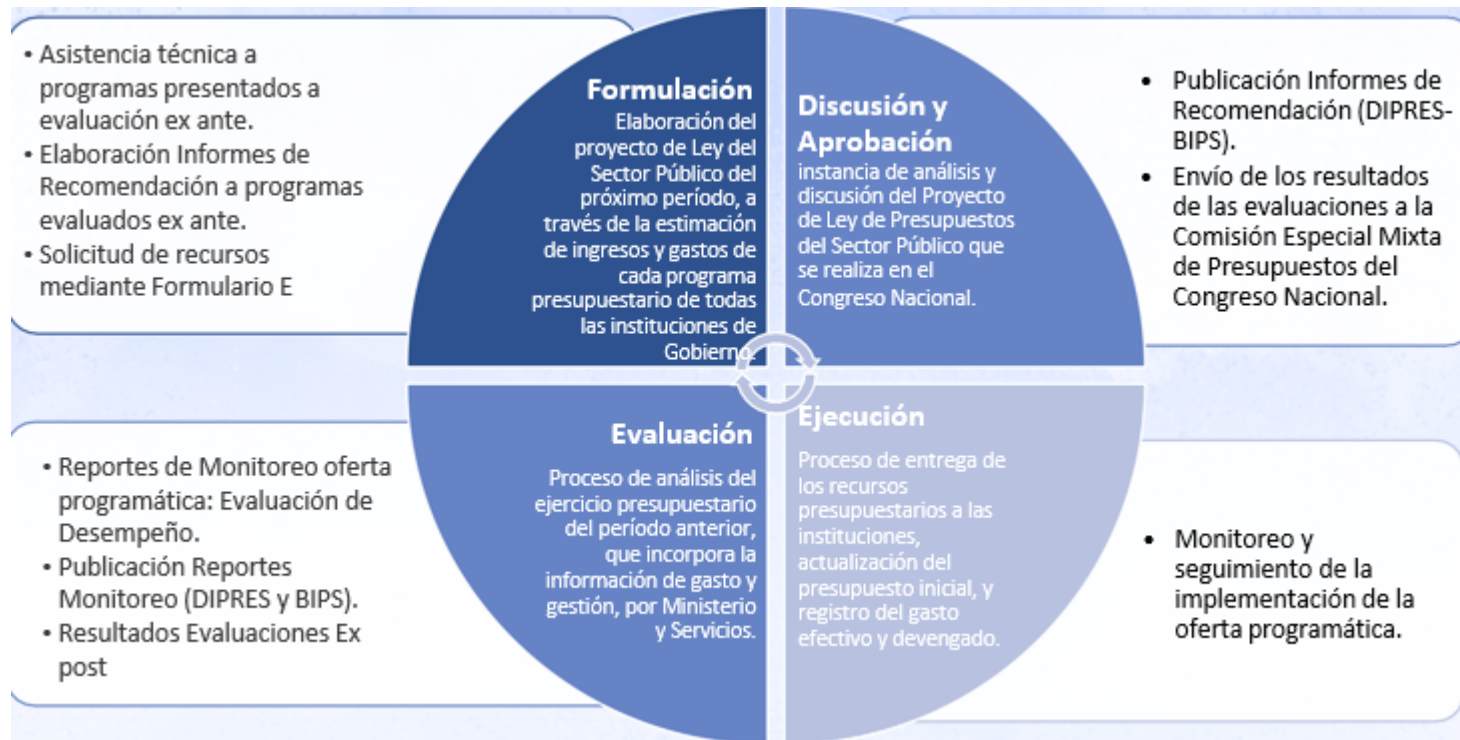 • Asistencia técnica a
programas presentados a
evaluación ex ante.
• Elaboración Informes de
Recomendación a programas
evaluados ex ante.
• Solicitud de recursos
mediante Formulario E
Formulación
Elaboración del
proyecto de Ley del
Sector Público del
próximo período, a
través de la estimación
de ingresos y gastos de
cada programa
presupuestario de todas
las instituciones de
Gobierno.
Discusión y
Aprobación
instancia de análisis y
discusión del Proyecto
de Ley de Presupuestos
del Sector Público que
se realiza en el
Congreso Nacional.
• Publicación Informes de
Recomendación (DIPRES-
BIPS).
• Envío de los resultados
de las evaluaciones a la
Comisión Especial Mixta
de Presupuestos del
Congreso Nacional.
• Reportes de Monitoreo oferta
programática: Evaluación de
Desempeño.
• Publicación Reportes
Monitoreo (DIPRES y BIPS).
• Resultados Evaluaciones Ex
post
Evaluación
Proceso de análisis del
ejercicio presupuestario
del período anterior,
que incorpora la
información de gasto y
gestión, por Ministerio
y Servicios.
Ejecución
Proceso de entrega de
los recursos
presupuestarios a las
instituciones,
actualización del
presupuesto inicial, y
registro del gasto
efectivo y devengado.
• Monitoreo y
seguimiento de la
implementación de la
oferta programática.